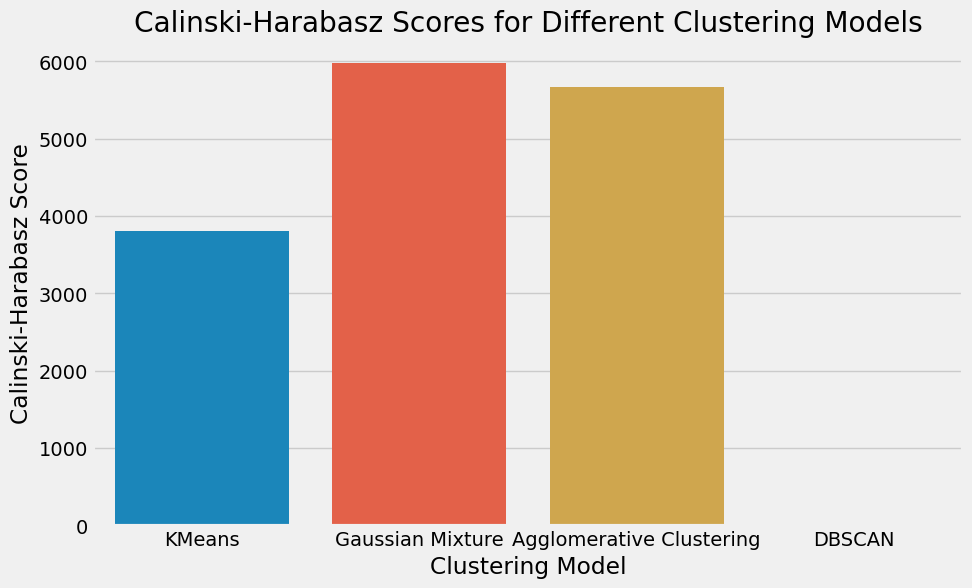 Calinski-Harabasz Scores for Different Clustering Models
Calinski-Harabasz Score
6000
5000
4000
3000
2000
1000
0
KMeans
Gaussian Mixture
Agglomerative Clustering
DBSCAN
Clustering Model